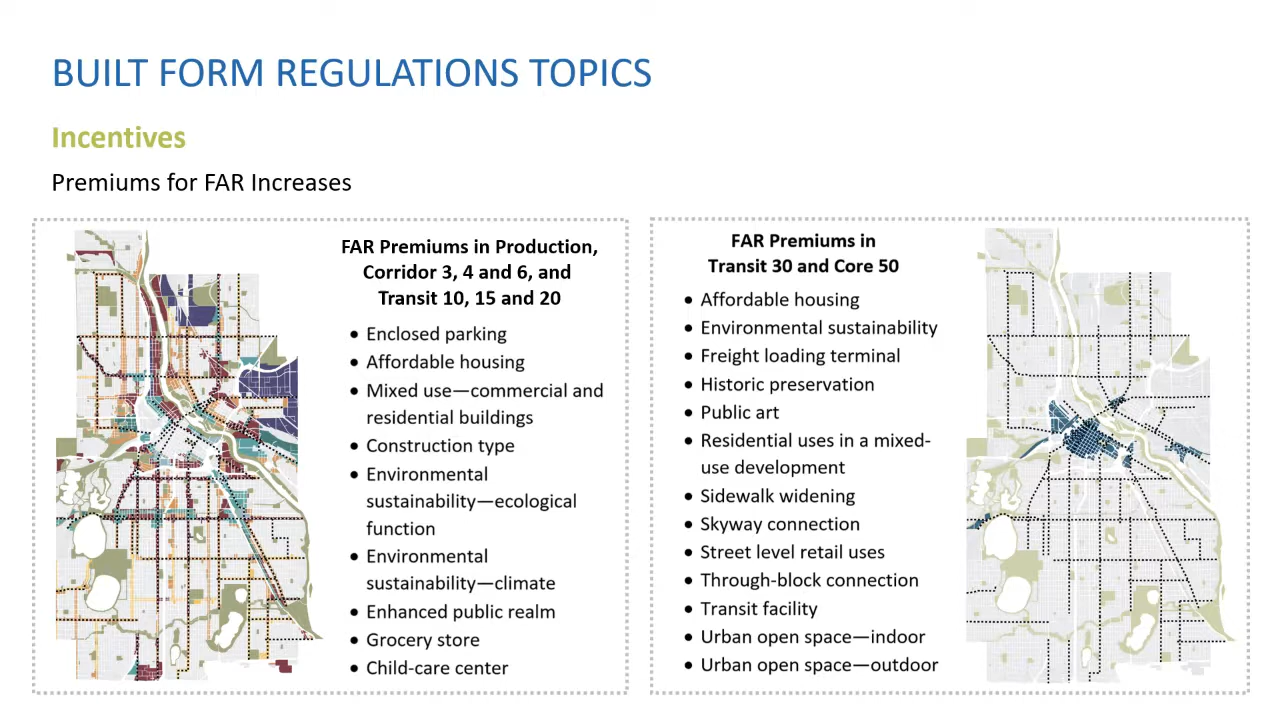 BUILT FORM REGULATIONS TOPICS
Incentives
Premiums for FAR Increases
FAR Premiums in Production,
Corridor 3, 4 and 6, and
Transit 10, 15 and 20
• Enclosed parking
• Affordable housing
• Mixed use—commercial and
residential buildings
• Construction type
• Environmental
sustainability—ecological
function
• Environmental
sustainability—climate
• Enhanced public realm
• Grocery store
• Child-care center
FAR Premiums in
Transit 30 and Core 50
• Affordable housing
• Environmental sustainability
• Freight loading terminal
• Historic preservation
• Public art
• Residential uses in a mixed-
use development
• Sidewalk widening
• Skyway connection
• Street level retail uses
• Through-block connection
• Transit facility
• Urban open space—indoor
• Urban open space—outdoor